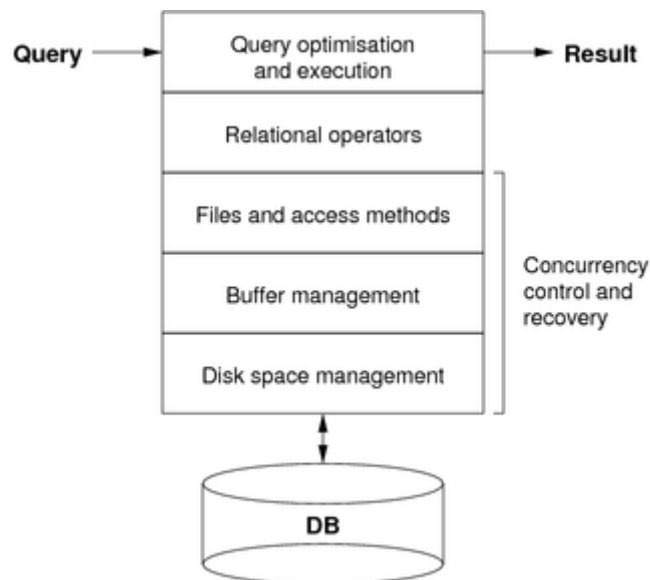 Query
Query optimisation
and execution
Result
Relational operators
Files and access methods
Buffer management
Disk space management
Concurrency
control and
recovery
DB